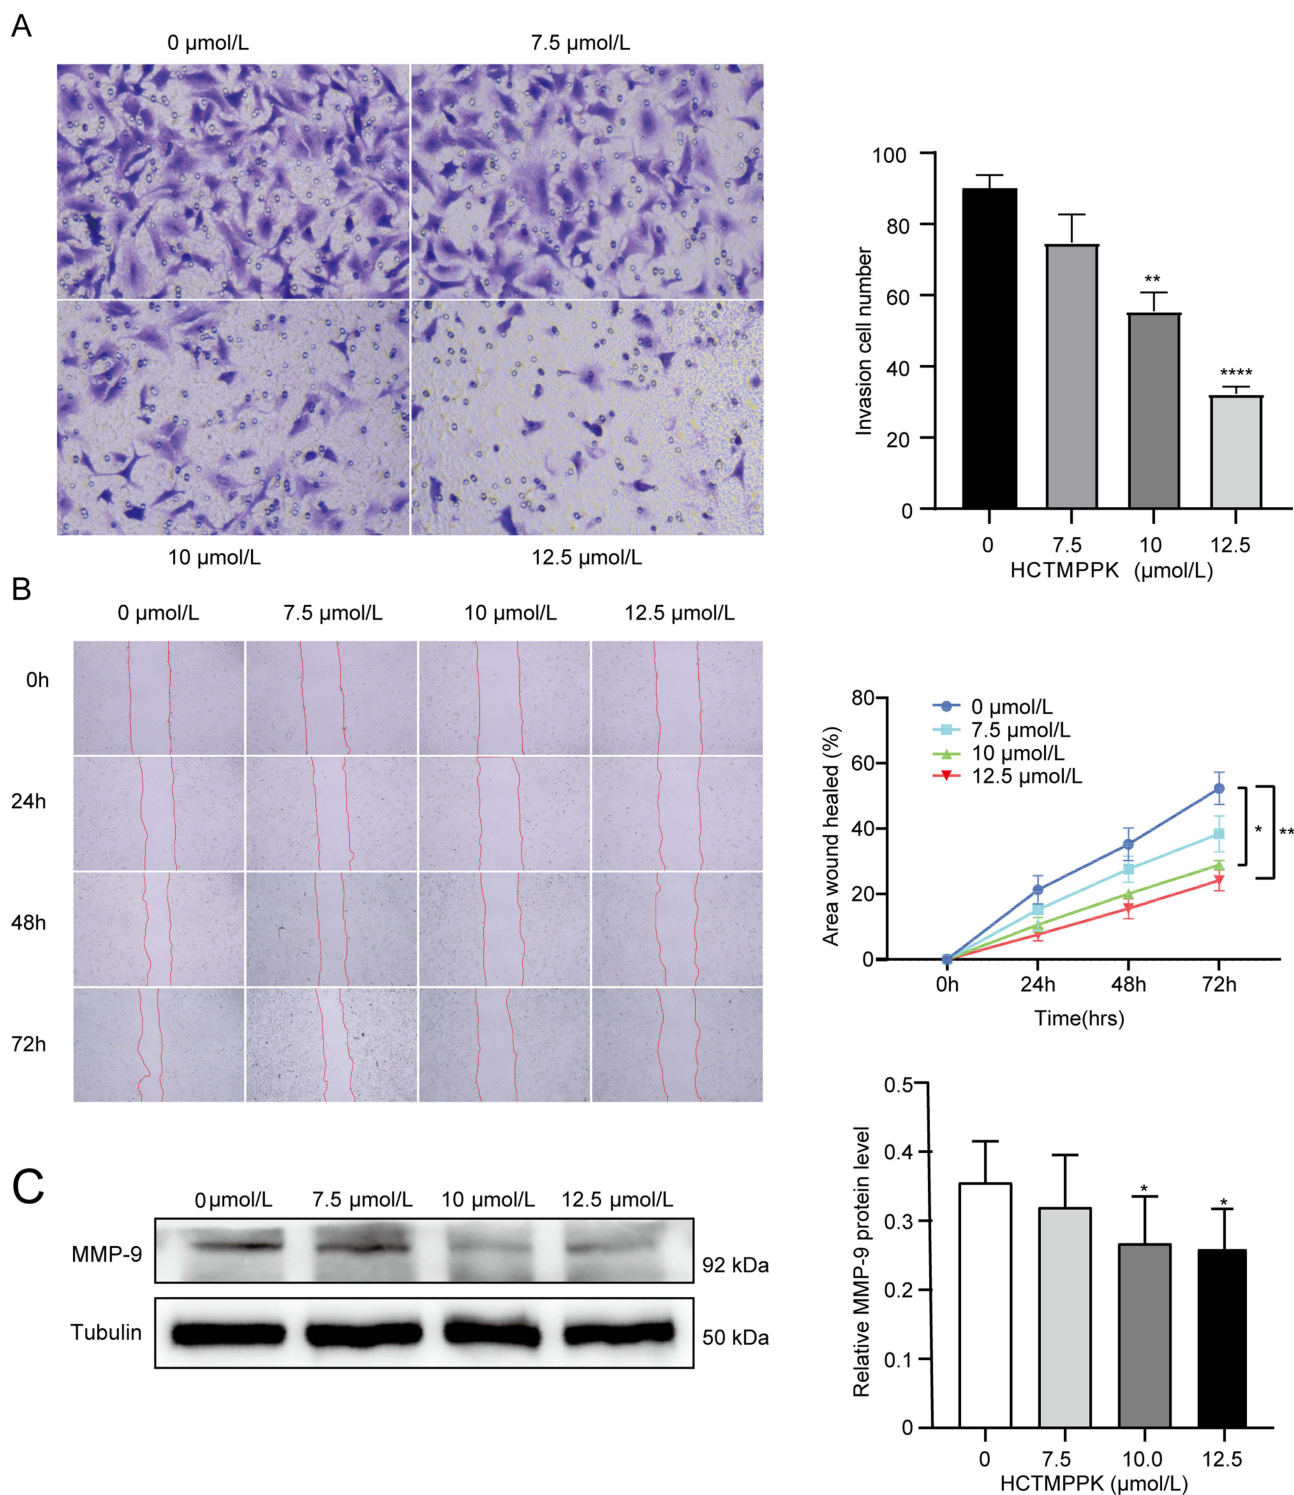 A
0 µmol/L 7.5 µmol/L
10 µmol/L 12.5 µmol/L
100
80
60
40
20
0
Invasion cell number
**
****
0 7.5 10 12.5
HCTMPPK (µmol/L)
B
0 µmol/L 7.5 µmol/L 10 µmol/L 12.5 µmol/L
0h
24h
48h
72h
80
60
40
20
0
Area wound healed (%)
0 µmol/L
7.5 µmol/L
10 µmol/L
12.5 µmol/L
*
**
0h 24h 48h 72h
Time(hrs)
C
0 µmol/L 7.5 µmol/L 10 µmol/L 12.5 µmol/L
MMP-9
92 kDa
Tubulin
50 kDa
0.5
0.4
0.3
0.2
0.1
0
Relative MMP-9 protein level
*
*
0 7.5 10.0 12.5
HCTMPPK (µmol/L)